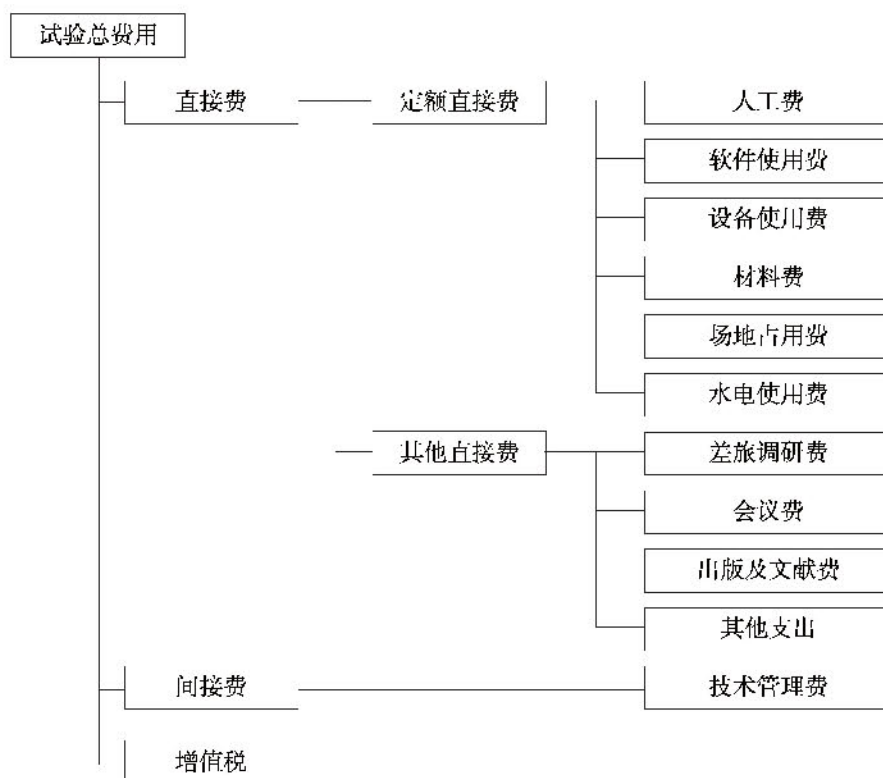 试验总费用
直接费
定额直接费
人工费
软件使用费
设备使用费
材料费
场地占用费
水电使用费
其他直接费
差旅调研费
会议费
出版及文献费
其他支出
间接费
技术管理费
增值税